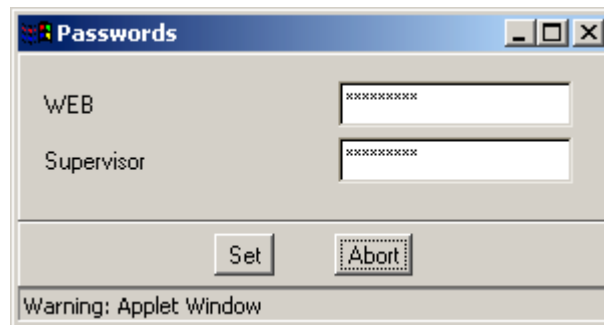 Passwords
WEB *********
Supervisor *********
Set Abort
Warning: Applet Window